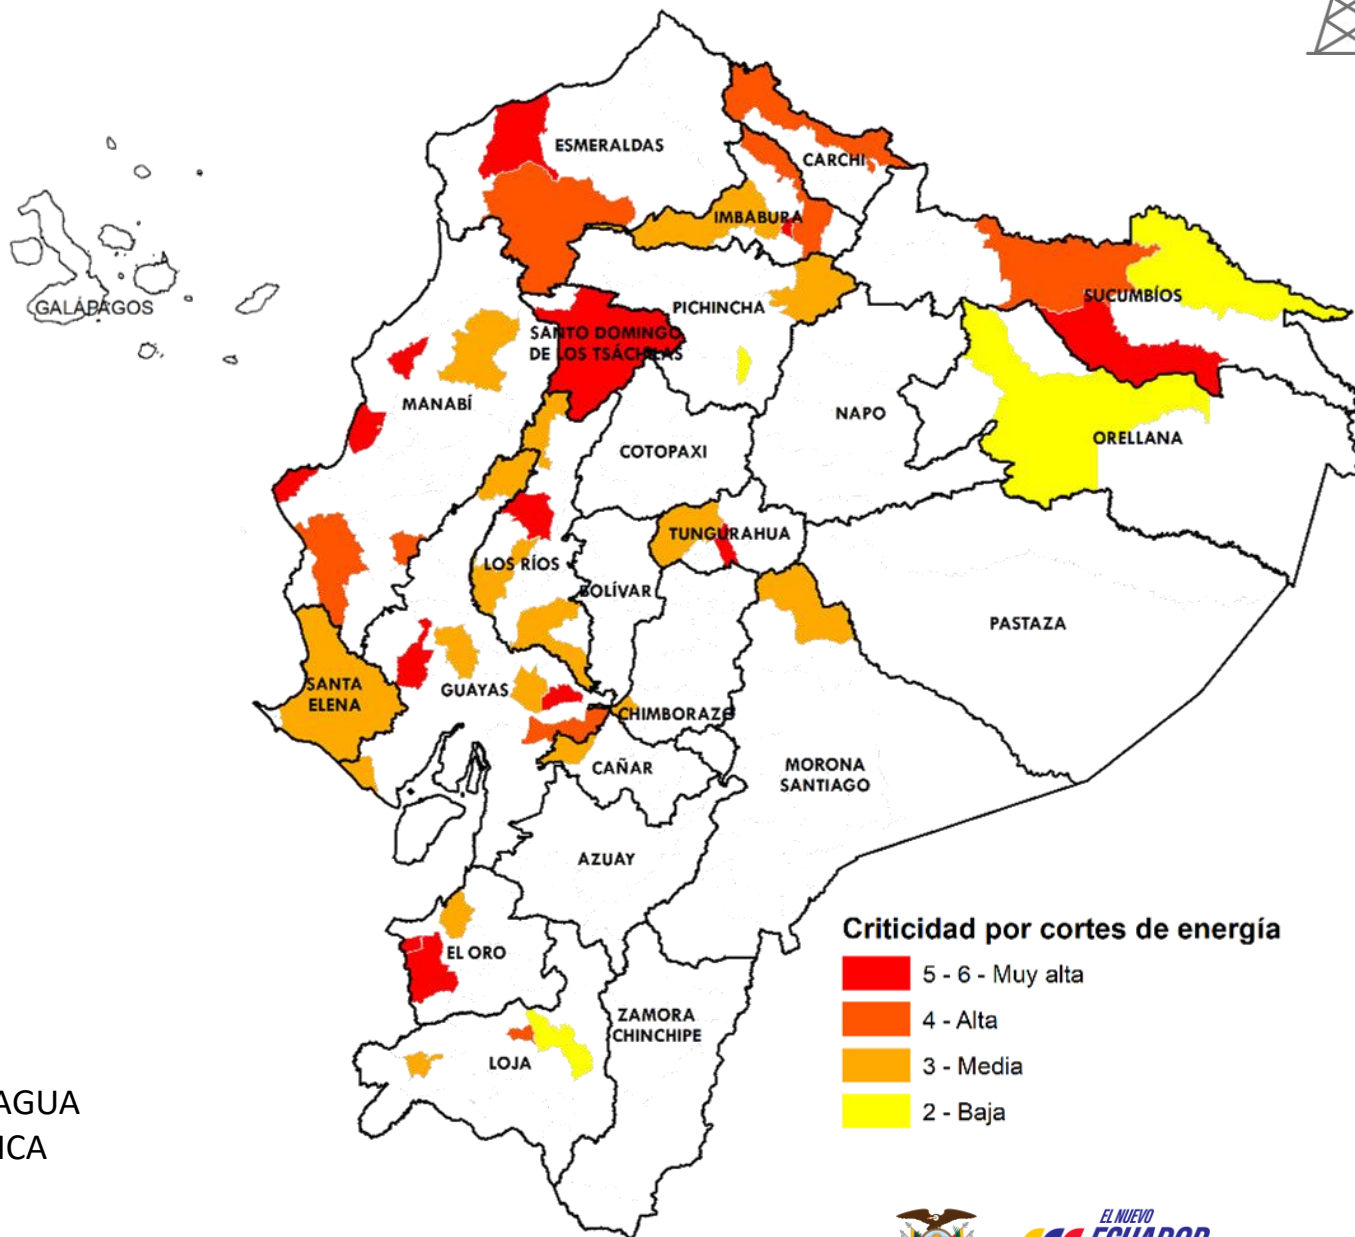 ESMERALDAS
CARCHI
IMBABURA
SUCUMBÍOS
GALÁPAGOS
PICHINCHA
SANTO DOMINGO
DE LOS TSÁCHILAS
MANABÍ
NAPO
ORELLANA
COTOPAXI
TUNGURAHUA
LOS RÍOS
BOLÍVAR
PASTAZA
SANTA
ELENA
GUAYAS
CHIMBORAZO
CAÑAR
MORONA
SANTIAGO
AZUAY
EL ORO
ZAMORA
CHINCHIPE
LOJA
Criticidad por cortes de energía
5 - 6 - Muy alta
4 - Alta
3 - Media
2 - Baja
AGUA
ICA
EL NUEVO
ECUADOR